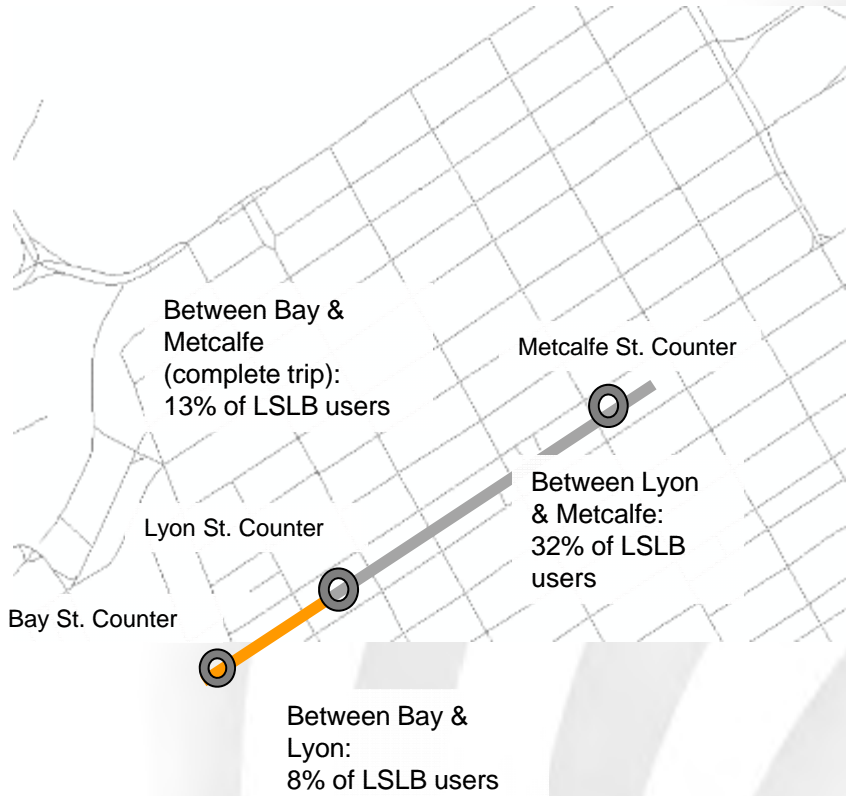 Between Bay &
Metcalfe
(complete trip):
13% of LSLB users
Metcalfe St. Counter
Between Lyon
& Metcalfe:
32% of LSLB
users
Lyon St. Counter
Bay St. Counter
Between Bay &
Lyon:
8% of LSLB users